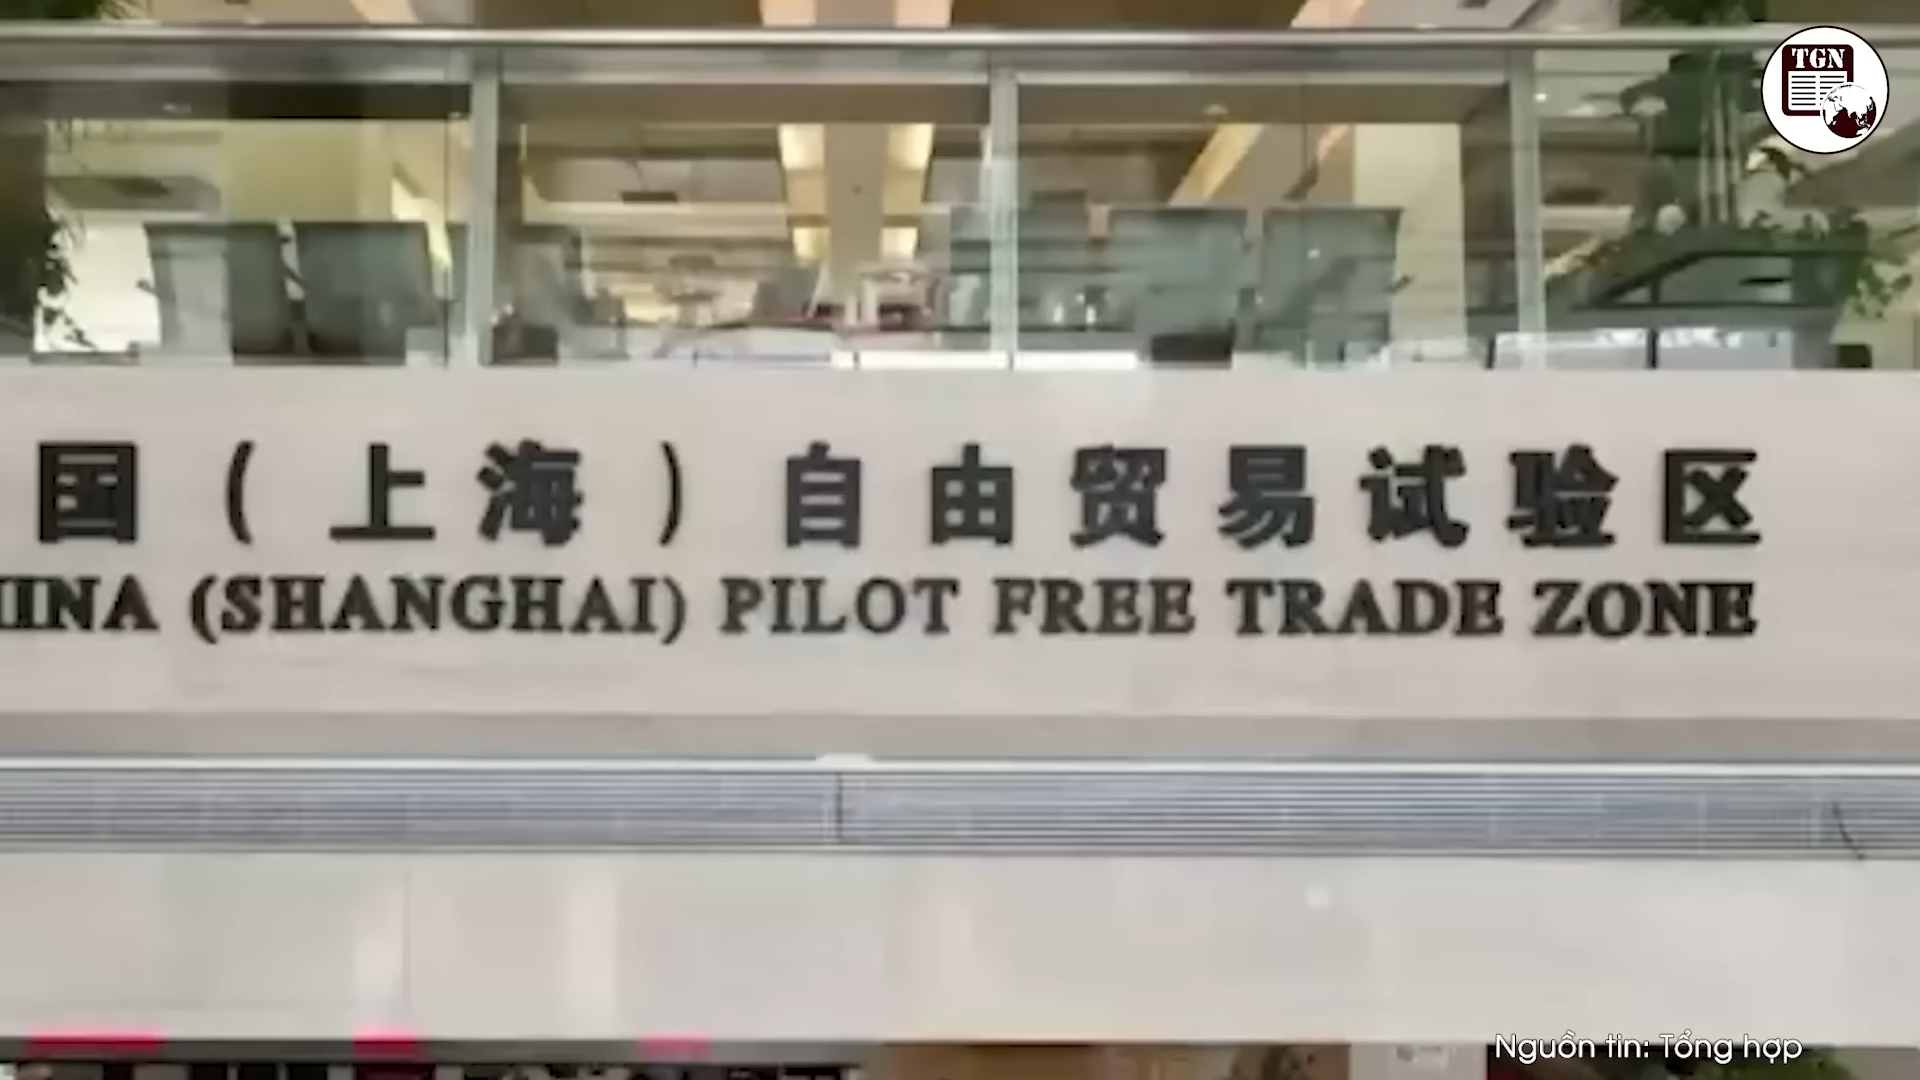 TGN
国（上海）自由贸易试验区
INA (SHANGHAI) PILOT FREE TRADE ZONE
Nguồn tin: Tổng hợp